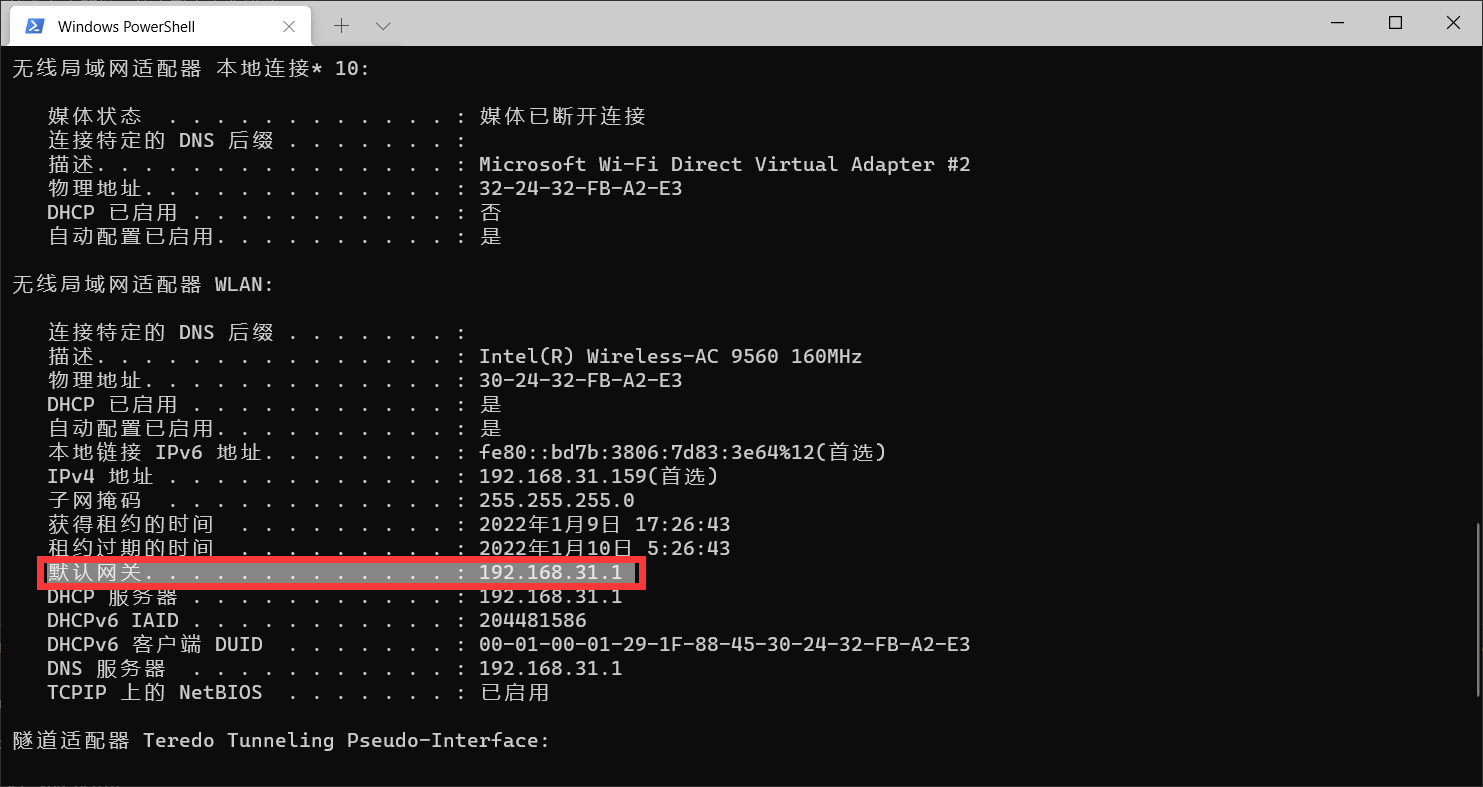 Windows PowerShell
无线局域网适配器 本地连接* 10:
媒体状态 . . . . . . . . . . . . : 媒体已断开连接
连接特定的 DNS 后缀 . . . . . . . :
描述. . . . . . . . . . . . . . . : Microsoft Wi-Fi Direct Virtual Adapter #2
物理地址. . . . . . . . . . . . . : 32-24-32-FB-A2-E3
DHCP 已启用 . . . . . . . . . . . : 否
自动配置已启用. . . . . . . . . . : 是
无线局域网适配器 WLAN:
连接特定的 DNS 后缀 . . . . . . . :
描述. . . . . . . . . . . . . . . : Intel(R) Wireless-AC 9560 160MHz
物理地址. . . . . . . . . . . . . : 30-24-32-FB-A2-E3
DHCP 已启用 . . . . . . . . . . . : 是
自动配置已启用. . . . . . . . . . : 是
本地链接 IPv6 地址. . . . . . . . : fe80::bd7b:3806:7d83:3e64%12(首选)
IPv4 地址 . . . . . . . . . . . . : 192.168.31.159(首选)
子网掩码 . . . . . . . . . . . . : 255.255.255.0
获得租约的时间 . . . . . . . . . : 2022年1月9日 17:26:43
租约过期的时间 . . . . . . . . . : 2022年1月10日 5:26:43
默认网关. . . . . . . . . . . . . : 192.168.31.1
DHCP 服务器 . . . . . . . . . . . : 192.168.31.1
DHCPv6 IAID . . . . . . . . . . . : 204481586
DHCPv6 客户端 DUID . . . . . . . : 00-01-00-01-29-1F-88-45-30-24-32-FB-A2-E3
DNS 服务器 . . . . . . . . . . . : 192.168.31.1
TCPIP 上的 NetBIOS . . . . . . . : 已启用
隧道适配器 Teredo Tunneling Pseudo-Interface: